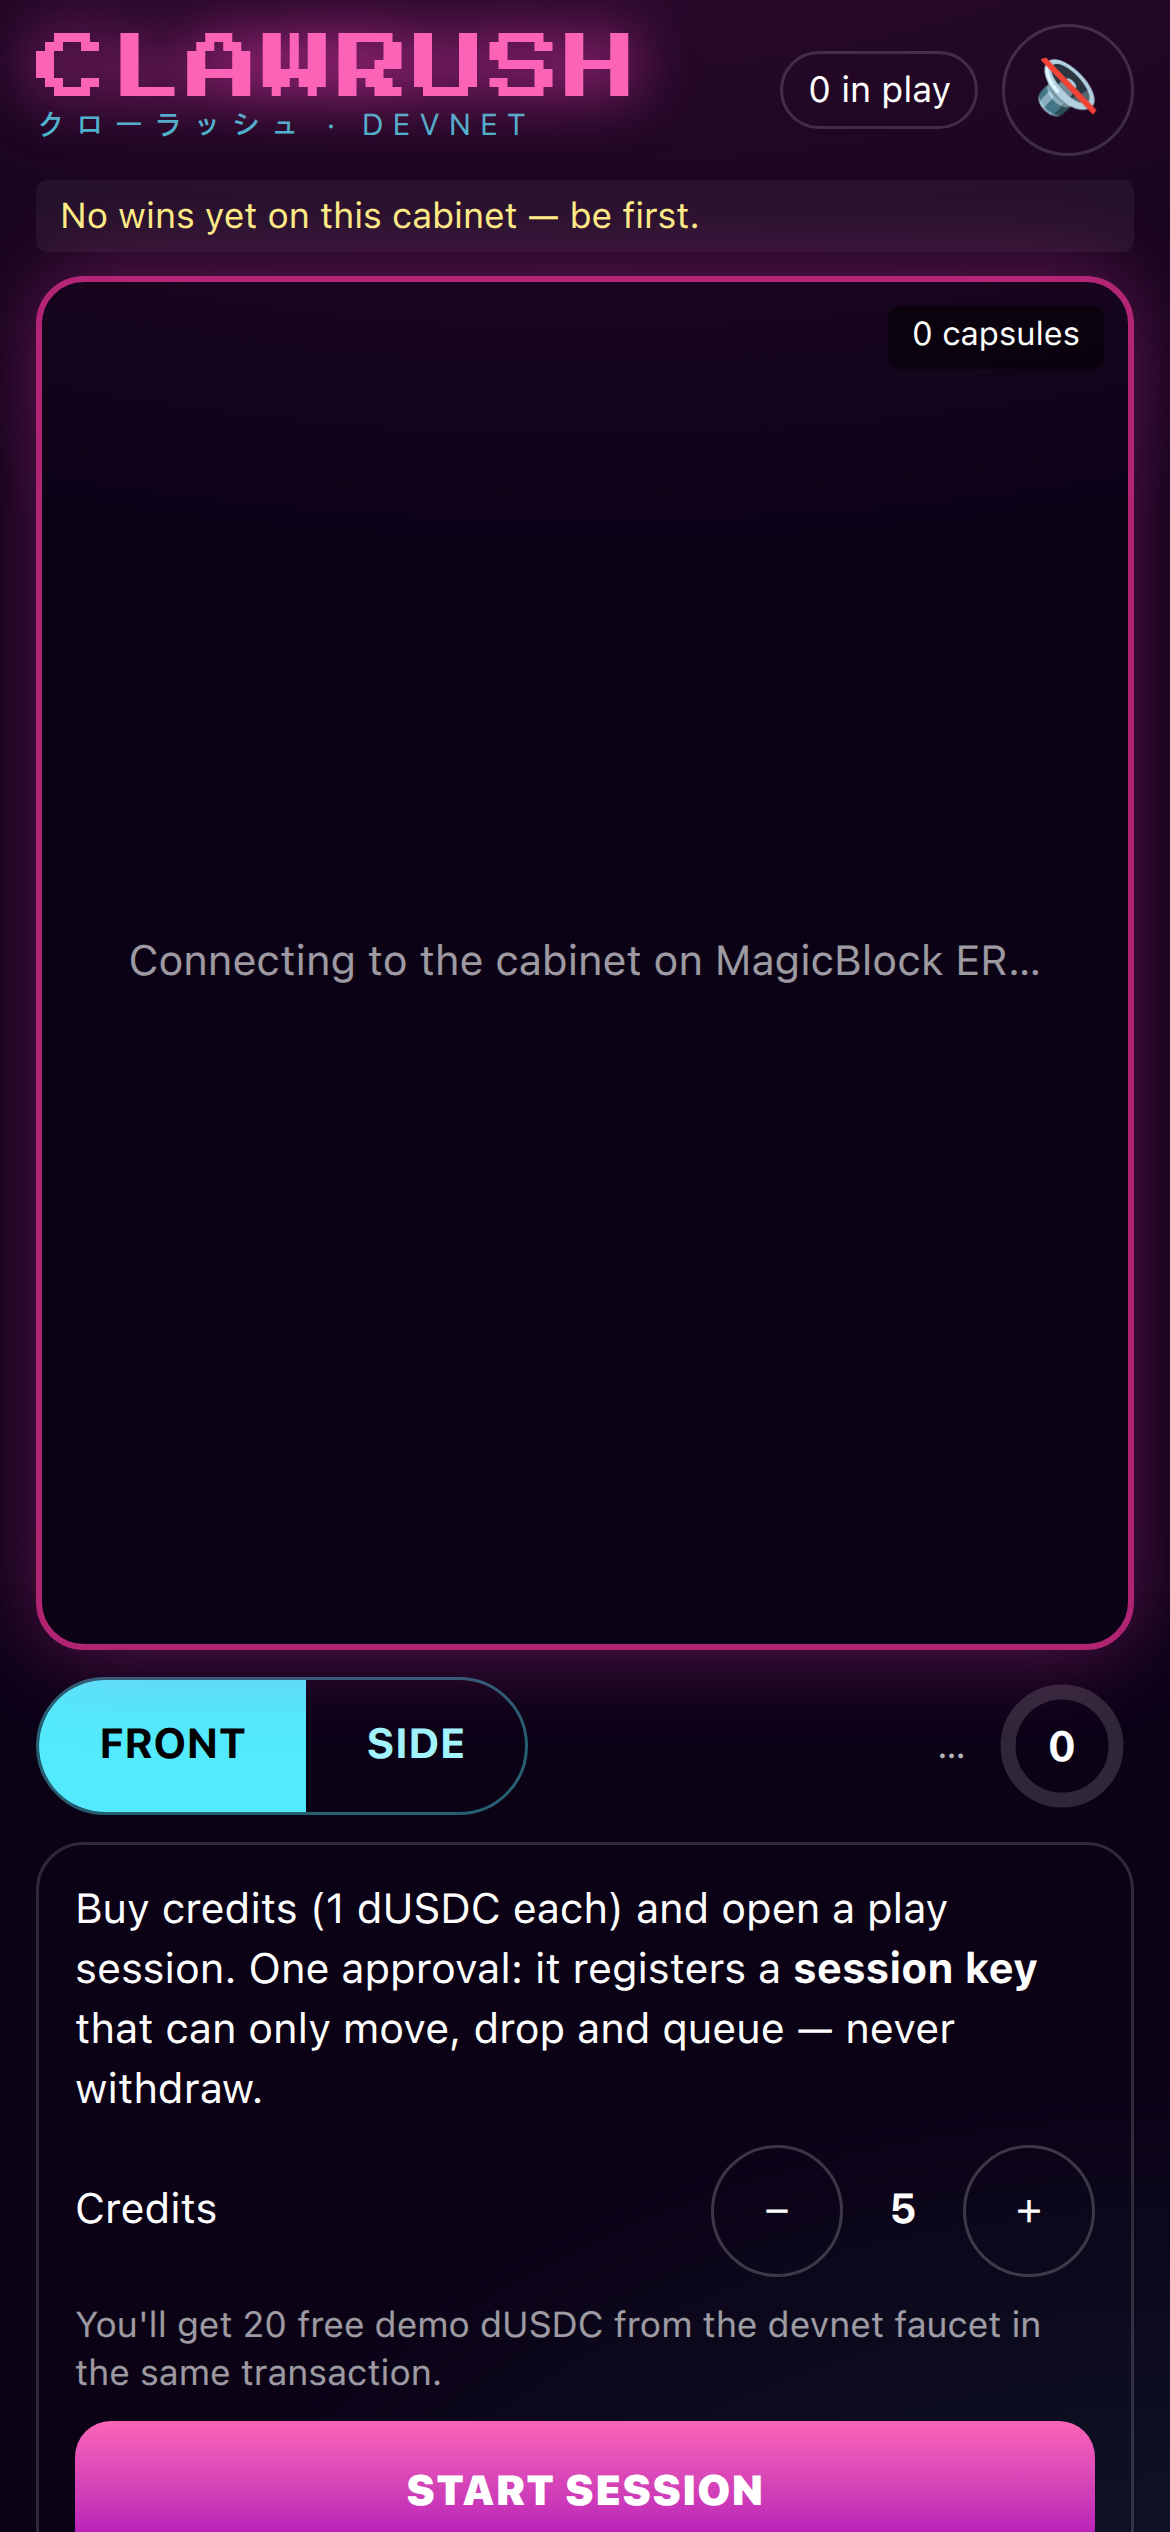 CLAWRUSH
クローラッシュ · DEVNET
0 in play
No wins yet on this cabinet — be first.
0 capsules
Connecting to the cabinet on MagicBlock ER…
FRONT
SIDE
…
0
Buy credits (1 dUSDC each) and open a play
session. One approval: it registers a session key
that can only move, drop and queue — never
withdraw.
Credits
−
5
+
You'll get 20 free demo dUSDC from the devnet faucet in
the same transaction.
START SESSION